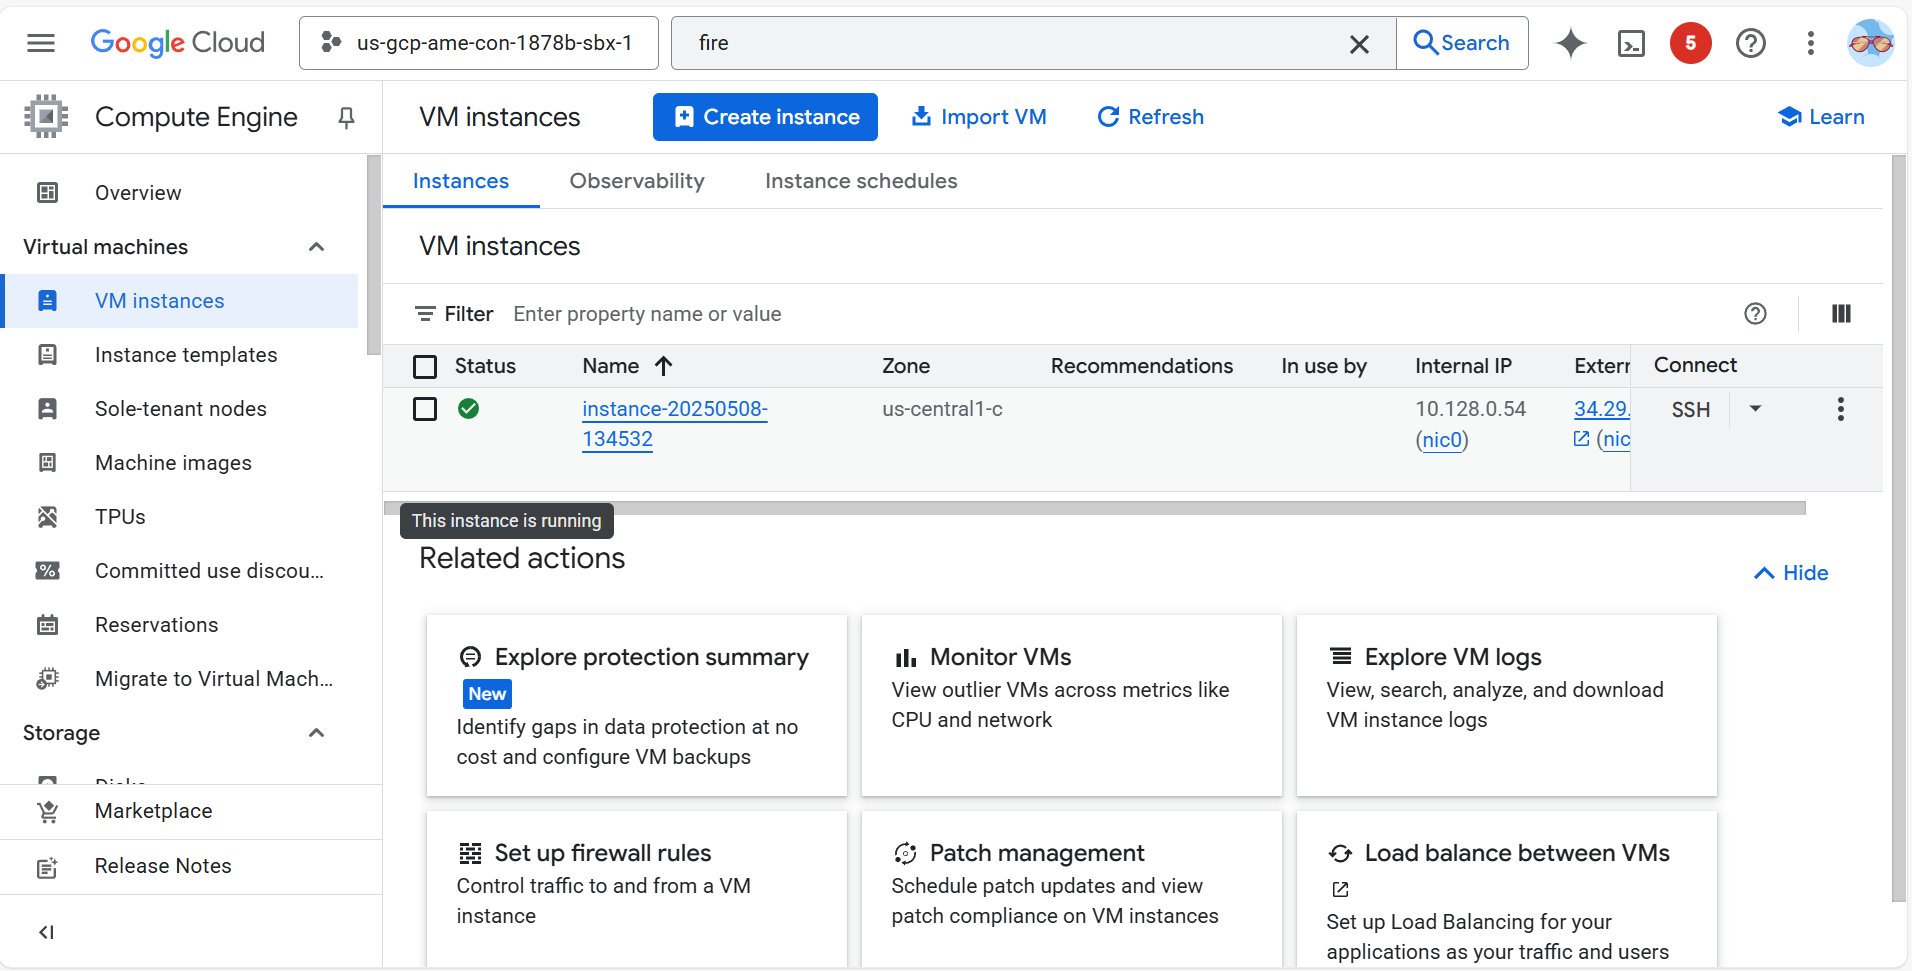 Google Cloud
us-gcp-ame-con-1878b-sbx-1
fire
Search
5
Compute Engine
VM instances
Create instance
Import VM
Refresh
Learn
Overview
Virtual machines
VM instances
Instance templates
Sole-tenant nodes
Machine images
TPUs
Committed use discou...
Reservations
Migrate to Virtual Mach...
Storage
Disks
Marketplace
Release Notes
Instances
Observability
Instance schedules
VM instances
Filter
Enter property name or value
Status
Name
Zone
Recommendations
In use by
Internal IP
Extern
Connect
instance-20250508-
134532
us-central1-c
10.128.0.54
(nic0)
34.29.
(nic
SSH
This instance is running
Related actions
Hide
Explore protection summary
New
Identify gaps in data protection at no
cost and configure VM backups
Monitor VMs
View outlier VMs across metrics like
CPU and network
Explore VM logs
View, search, analyze, and download
VM instance logs
Set up firewall rules
Control traffic to and from a VM
instance
Patch management
Schedule patch updates and view
patch compliance on VM instances
Load balance between VMs
Set up Load Balancing for your
applications as your traffic and users